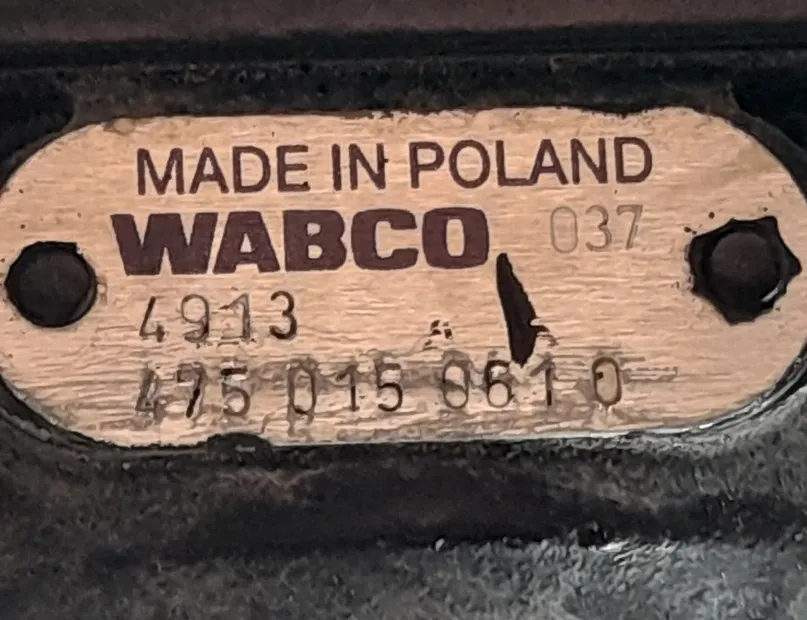 MADE IN POLAND
WABCO 037
4913
475 015 061 0